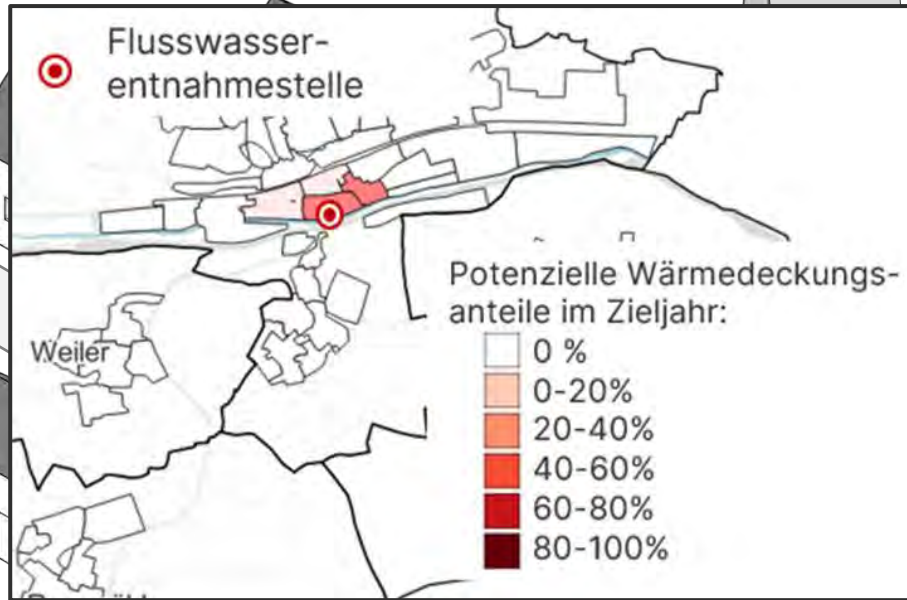 Flusswasser-
entnahmestelle
Potenzielle Wärmedeckungs-
anteile im Zieljahr:
0 %
0-20%
20-40%
40-60%
60-80%
80-100%
Weiler